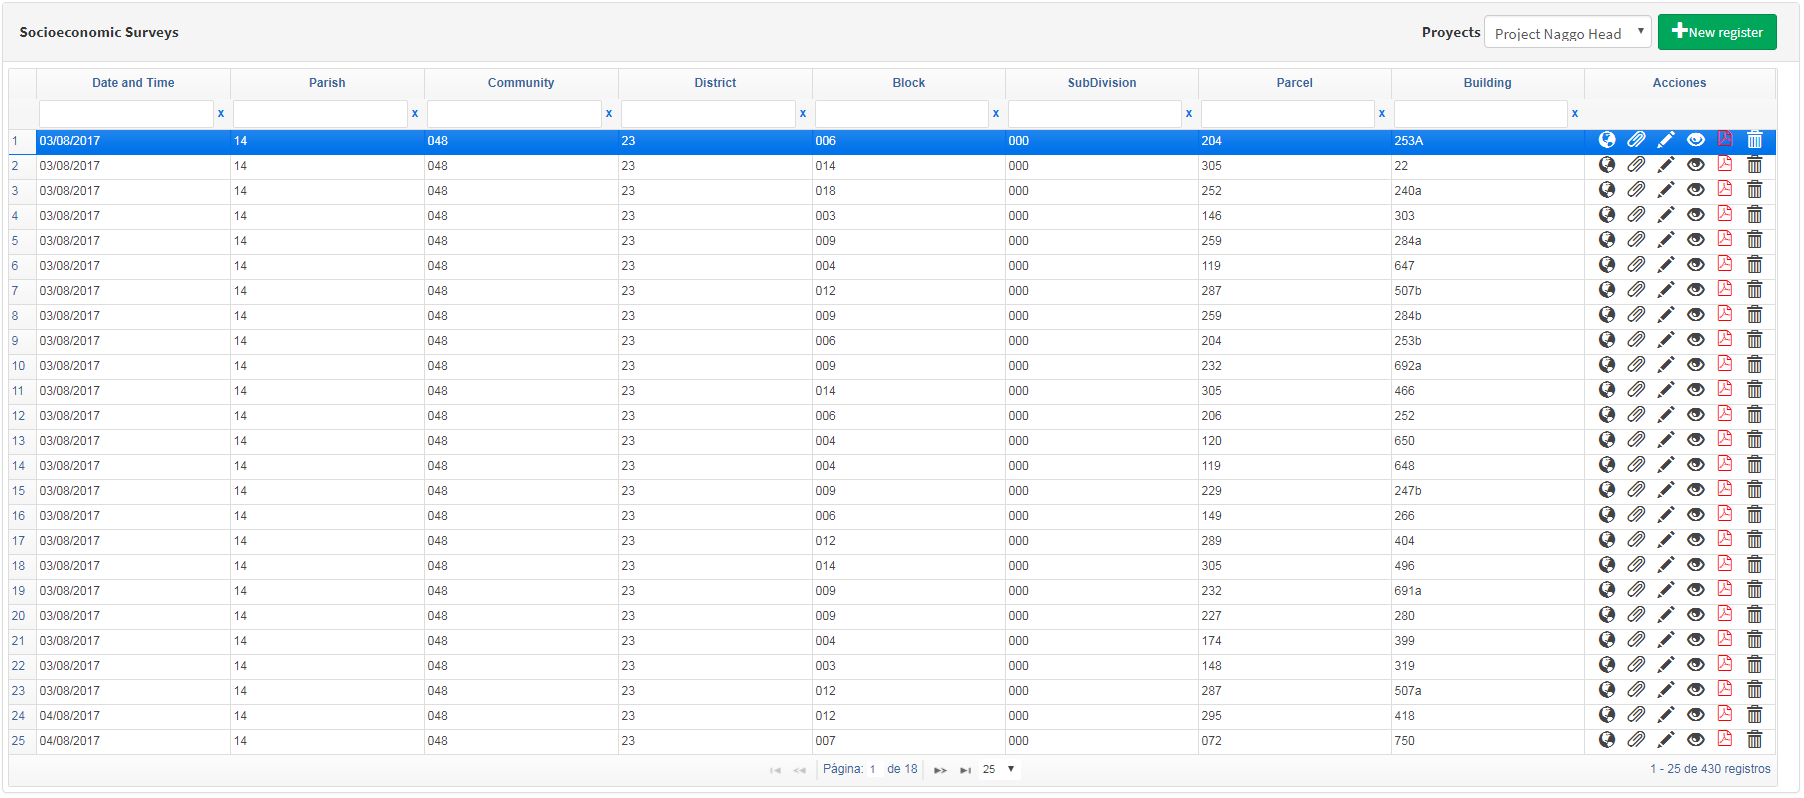 Socioeconomic Surveys Proyects Project Naggo Head New register
Date and Time Parish Community District Block SubDivision Parcel Building Acciones
x x x x x x x x
1 03/08/2017 14 048 23 006 000 204 253A
2 03/08/2017 14 048 23 014 000 305 22
3 03/08/2017 14 048 23 018 000 252 240a
4 03/08/2017 14 048 23 003 000 146 303
5 03/08/2017 14 048 23 009 000 259 284a
6 03/08/2017 14 048 23 004 000 119 647
7 03/08/2017 14 048 23 012 000 287 507b
8 03/08/2017 14 048 23 009 000 259 284b
9 03/08/2017 14 048 23 006 000 204 253b
10 03/08/2017 14 048 23 009 000 232 692a
11 03/08/2017 14 048 23 014 000 305 466
12 03/08/2017 14 048 23 006 000 206 252
13 03/08/2017 14 048 23 004 000 120 650
14 03/08/2017 14 048 23 004 000 119 648
15 03/08/2017 14 048 23 009 000 229 247b
16 03/08/2017 14 048 23 006 000 149 266
17 03/08/2017 14 048 23 012 000 289 404
18 03/08/2017 14 048 23 014 000 305 496
19 03/08/2017 14 048 23 009 000 232 691a
20 03/08/2017 14 048 23 009 000 227 280
21 03/08/2017 14 048 23 004 000 174 399
22 03/08/2017 14 048 23 003 000 148 319
23 03/08/2017 14 048 23 012 000 287 507a
24 04/08/2017 14 048 23 012 000 295 418
25 04/08/2017 14 048 23 007 000 072 750
Página: 1 de 18 25 1 - 25 de 430 registros